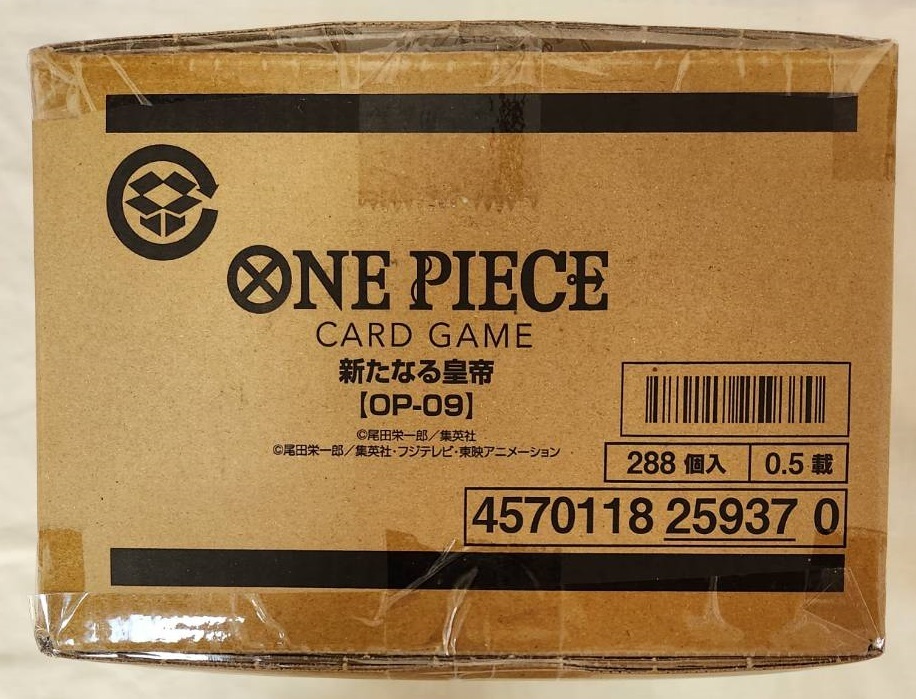 ONE PIECE
CARD GAME
新たなる皇帝
【OP-09】
©尾田栄一郎／集英社
©尾田栄一郎／集英社・フジテレビ・東映アニメーション
288 個入
0.5 載
4570118 25937 0